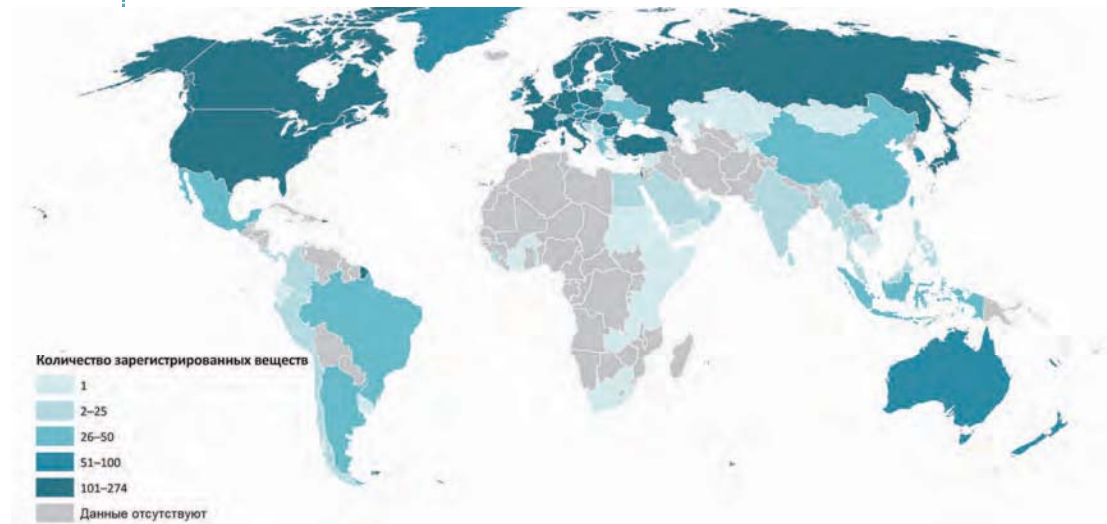 Количество зарегистрированных веществ
1
2–25
26–50
51–100
101–274
Данные отсутствуют